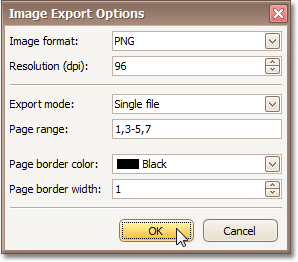 Image Export Options
Image format: PNG
Resolution (dpi): 96
Export mode: Single file
Page range: 1,3-5,7
Page border color: Black
Page border width: 1
OK Cancel